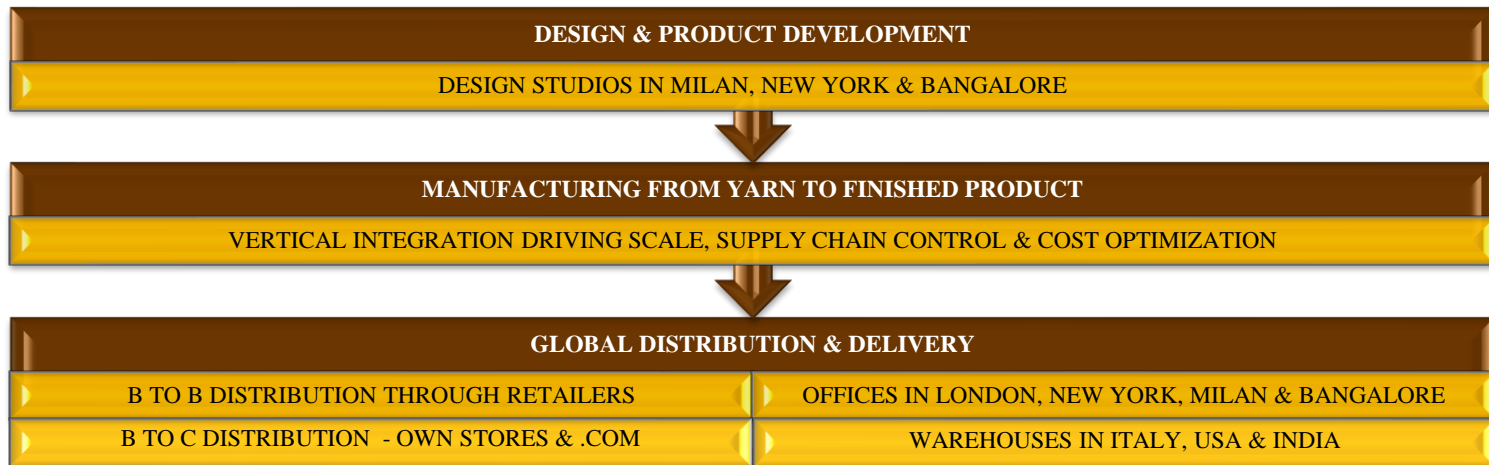 DESIGN & PRODUCT DEVELOPMENT
DESIGN STUDIOS IN MILAN, NEW YORK & BANGALORE
MANUFACTURING FROM YARN TO FINISHED PRODUCT
VERTICAL INTEGRATION DRIVING SCALE, SUPPLY CHAIN CONTROL & COST OPTIMIZATION
GLOBAL DISTRIBUTION & DELIVERY
B TO B DISTRIBUTION THROUGH RETAILERS
OFFICES IN LONDON, NEW YORK, MILAN & BANGALORE
B TO C DISTRIBUTION - OWN STORES & .COM
WAREHOUSES IN ITALY, USA & INDIA